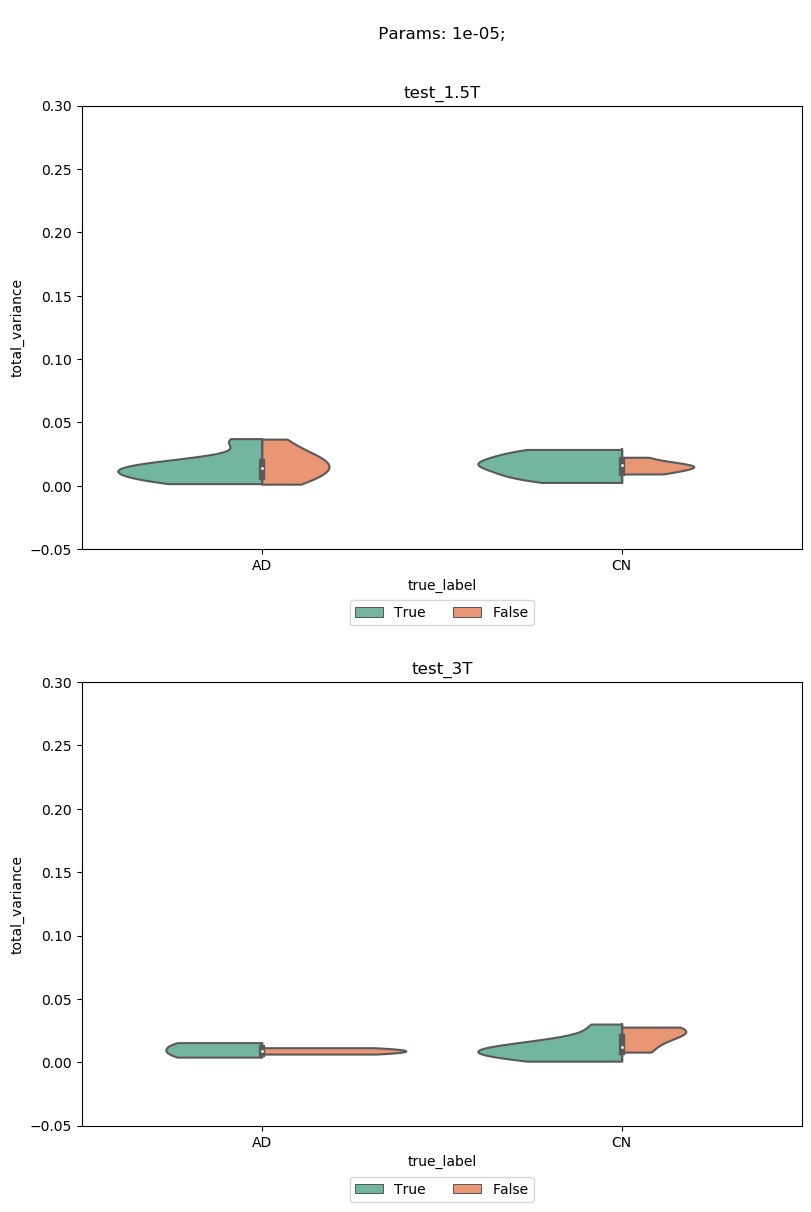 Params: 1e-05;
test_1.5T
0.30
0.25
0.20
0.15
0.10
0.05
0.00
−0.05
total_variance
AD CN
true_label
True False
test_3T
0.30
0.25
0.20
0.15
0.10
0.05
0.00
−0.05
total_variance
AD CN
true_label
True False